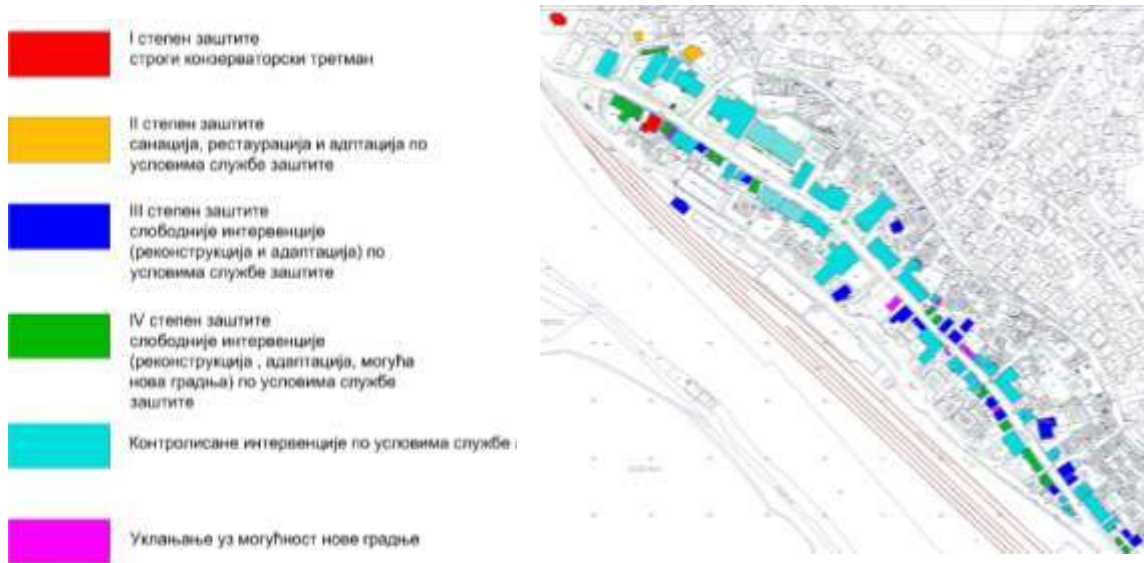 I степен заштите
строги конзерваторски третман
II степен заштите
санација, рестаурација и адптација по
условима службе заштите
III степен заштите
слободније интервенције
(реконструкција и адаптација) по
условима службе заштите
IV степен заштите
слободније интервенције
(реконструкција , адаптација, могућа
нова градња) по условима службе
заштите
Контролисане интервенције по условима службе
Уклањање уз могућност нове градње